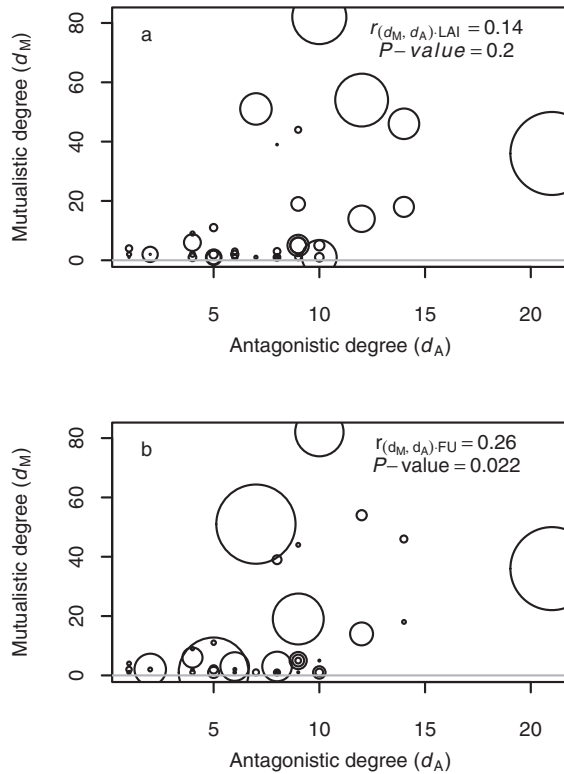 a
r(dM, dA)·LAI = 0.14
P– value = 0.2
80
60
40
20
0
Mutualistic degree (dM)
5 10 15 20
Antagonistic degree (dA)
b
r(dM, dA)·FU = 0.26
P– value = 0.022
80
60
40
20
0
Mutualistic degree (dM)
5 10 15 20
Antagonistic degree (dA)